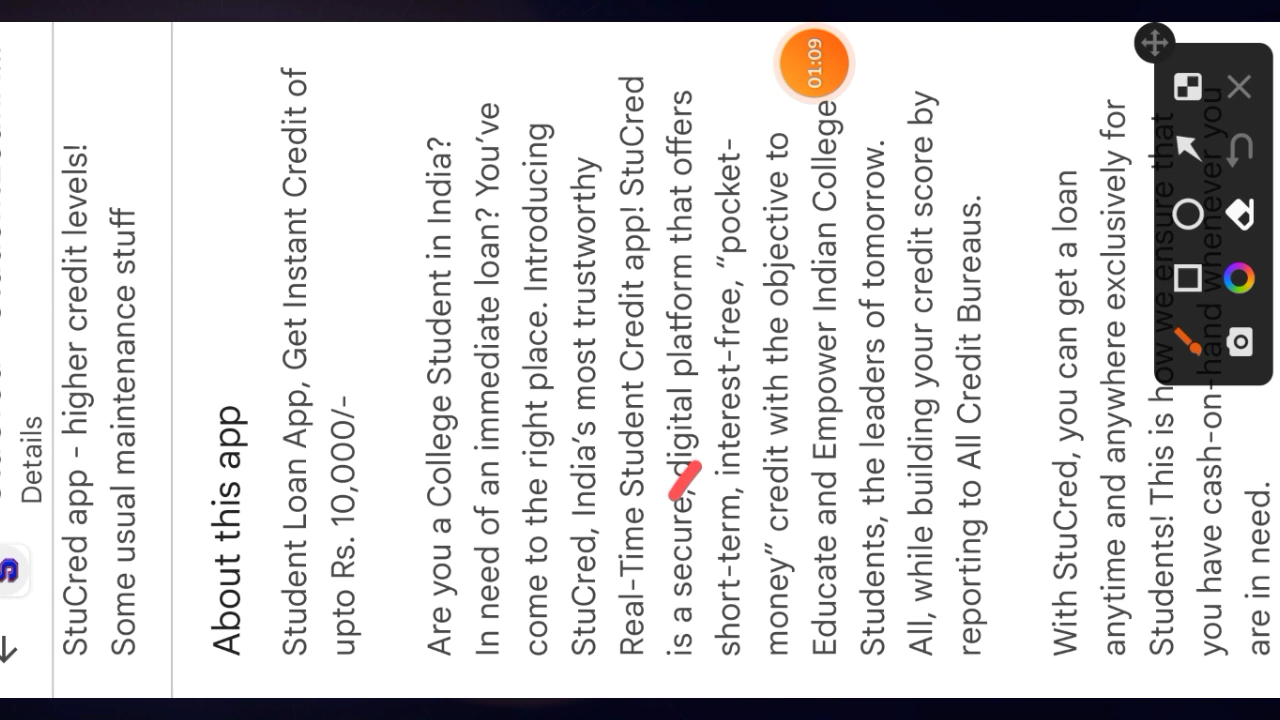 Details
StuCred app - higher credit levels!
Some usual maintenance stuff
About this app
Student Loan App, Get Instant Credit of
upto Rs. 10,000/-
Are you a College Student in India?
In need of an immediate loan? You've
come to the right place. Introducing
StuCred, India's most trustworthy
Real-Time Student Credit app! StuCred
is a secure, digital platform that offers
short-term, interest-free, "pocket-
money" credit with the objective to
Educate and Empower Indian College
Students, the leaders of tomorrow.
All, while building your credit score by
reporting to All Credit Bureaus.
With StuCred, you can get a loan
anytime and anywhere exclusively for
Students! This is how we ensure that
you have cash-on-hand whenever you
are in need.
01:09